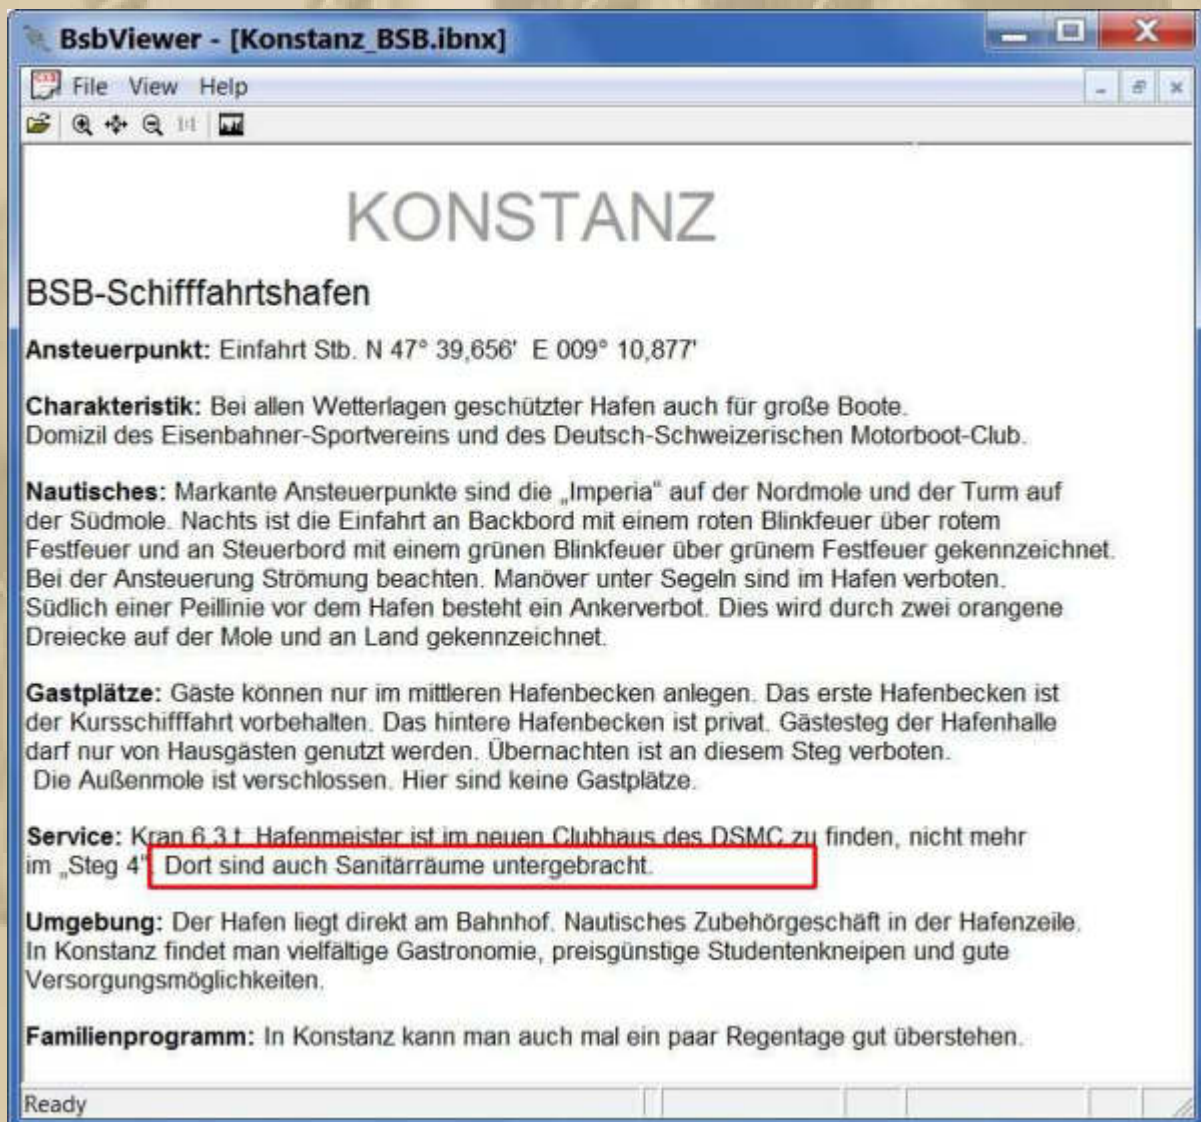 BsbViewer - [Konstanz_BSB.ibnx]
File View Help
1:1
KONSTANZ
BSB-Schifffahrtshafen
Ansteuerpunkt: Einfahrt Stb. N 47° 39,656' E 009° 10,877'
Charakteristik: Bei allen Wetterlagen geschützter Hafen auch für große Boote.
Domizil des Eisenbahner-Sportvereins und des Deutsch-Schweizerischen Motorboot-Club.
Nautisches: Markante Ansteuerpunkte sind die „Imperia“ auf der Nordmole und der Turm auf
der Südmole. Nachts ist die Einfahrt an Backbord mit einem roten Blinkfeuer über rotem
Festfeuer und an Steuerbord mit einem grünen Blinkfeuer über grünem Festfeuer gekennzeichnet.
Bei der Ansteuerung Strömung beachten. Manöver unter Segeln sind im Hafen verboten.
Südlich einer Peillinie vor dem Hafen besteht ein Ankerverbot. Dies wird durch zwei orangene
Dreiecke auf der Mole und an Land gekennzeichnet.
Gastplätze: Gäste können nur im mittleren Hafenbecken anlegen. Das erste Hafenbecken ist
der Kursschifffahrt vorbehalten. Das hintere Hafenbecken ist privat. Gästesteg der Hafenhalle
darf nur von Hausgästen genutzt werden. Übernachten ist an diesem Steg verboten.
Die Außenmole ist verschlossen. Hier sind keine Gastplätze.
Service: Kran 6,3 t. Hafenmeister ist im neuen Clubhaus des DSMC zu finden, nicht mehr
im „Steg 4“. Dort sind auch Sanitärräume untergebracht.
Umgebung: Der Hafen liegt direkt am Bahnhof. Nautisches Zubehörgeschäft in der Hafenzeile.
In Konstanz findet man vielfältige Gastronomie, preisgünstige Studentenkneipen und gute
Versorgungsmöglichkeiten.
Familienprogramm: In Konstanz kann man auch mal ein paar Regentage gut überstehen.
Ready